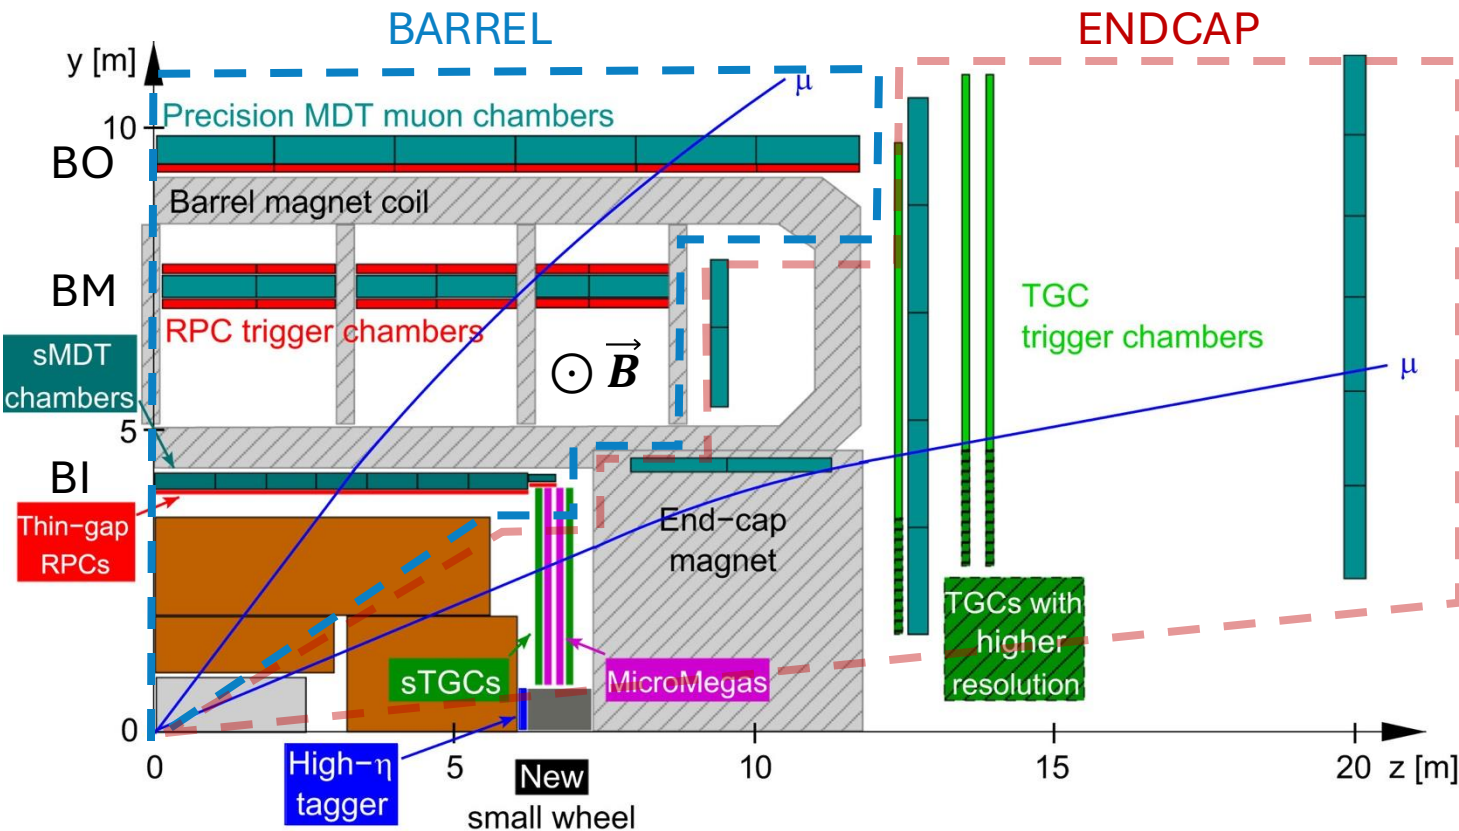 BARREL
ENDCAP
y [m]
μ
Precision MDT muon chambers
10
BO
Barrel magnet coil
BM
RPC trigger chambers
TGC
trigger chambers
sMDT
chambers
⊙ B⃗
μ
5
BI
Thin−gap
RPCs
End−cap
magnet
TGCs with
higher
resolution
sTGCs
MicroMegas
0
High−η
tagger
New
small wheel
0
5
10
15
20
z [m]